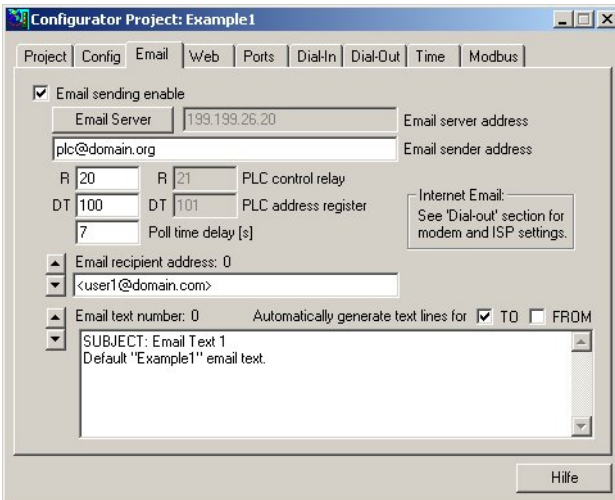 Configurator Project: Example1
Project Config Email Web Ports Dial-In Dial-Out Time Modbus
Email sending enable
Email Server 199.199.26.20 Email server address
plc@domain.org Email sender address
R 20 R 21 PLC control relay
DT 100 DT 101 PLC address register
7 Poll time delay [s]
Internet Email:
See 'Dial-out' section for
modem and ISP settings.
Email recipient address: 0
<user1@domain.com>
Email text number: 0 Automatically generate text lines for TO FROM
SUBJECT: Email Text 1
Default "Example1" email text.
Hilfe